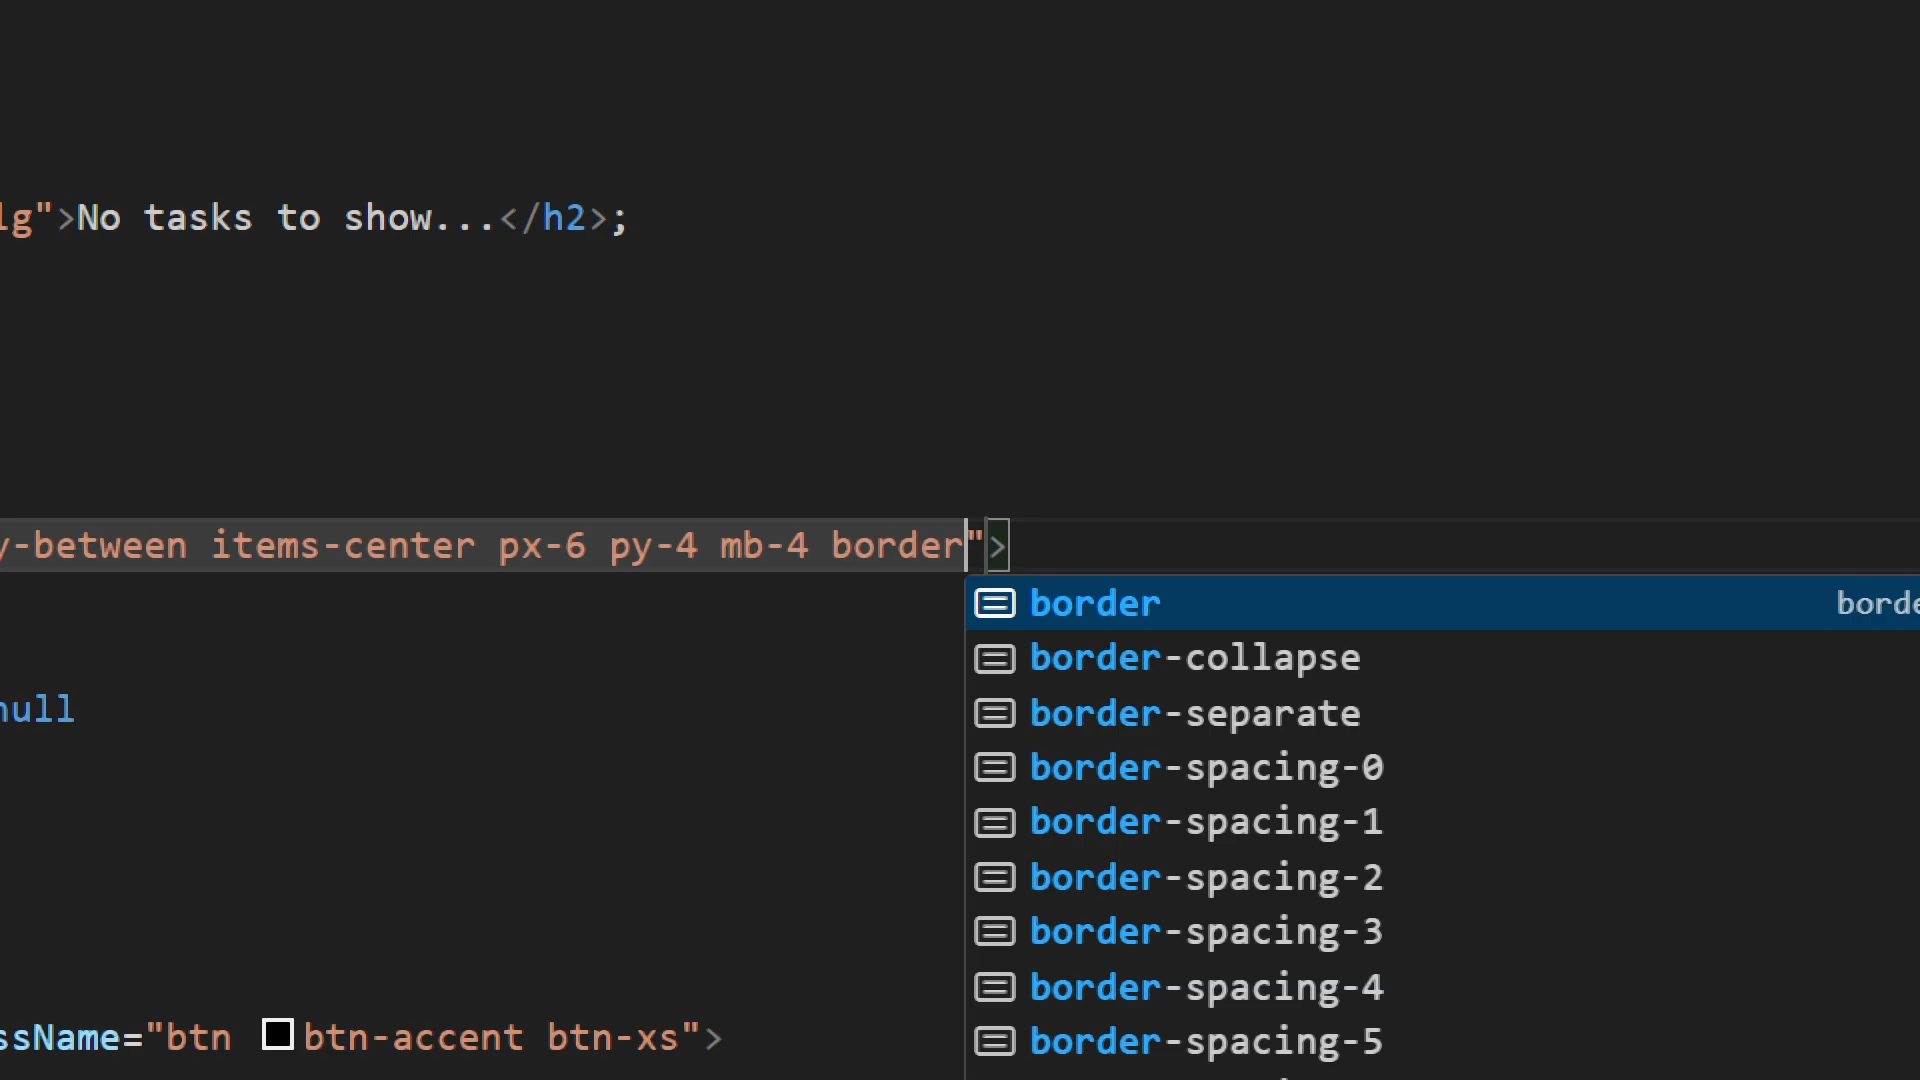 lg">No tasks to show...</h2>;
y-between items-center px-6 py-4 mb-4 border">
border borde
border-collapse
border-separate
null
border-spacing-0
border-spacing-1
border-spacing-2
border-spacing-3
border-spacing-4
ssName="btn btn-accent btn-xs">
border-spacing-5